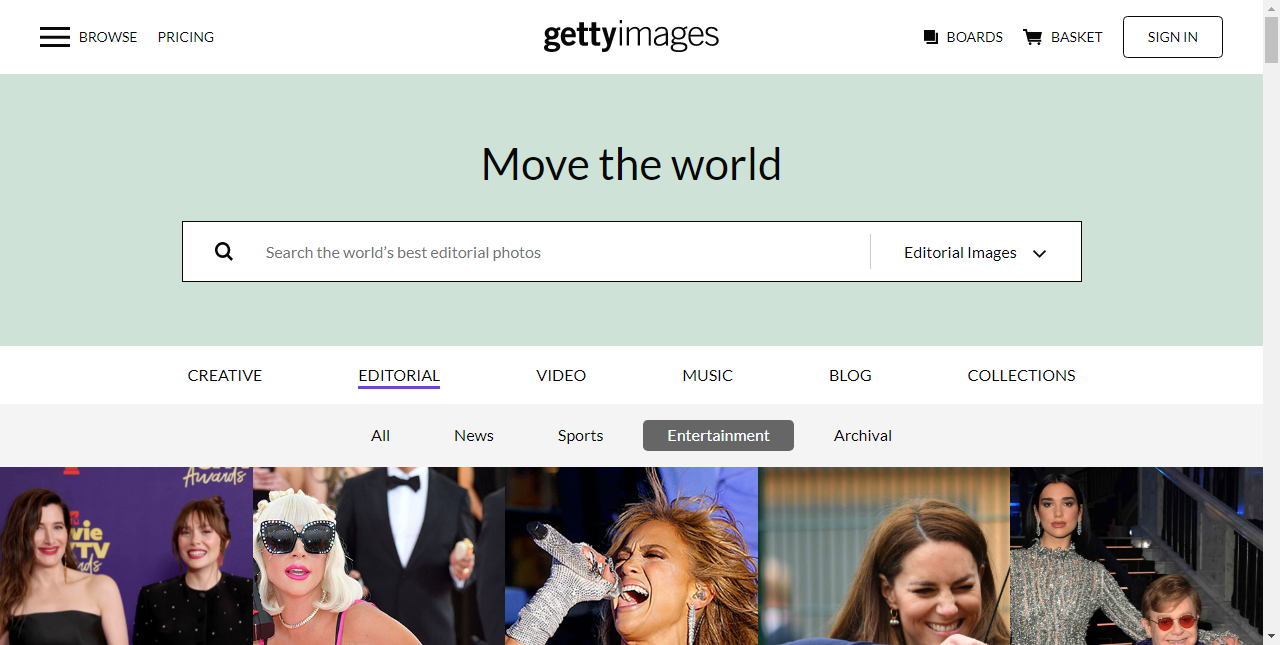 BROWSE PRICING gettyimages BOARDS BASKET SIGN IN
Move the world
Search the world’s best editorial photos Editorial Images
CREATIVE EDITORIAL VIDEO MUSIC BLOG COLLECTIONS
All News Sports Entertainment Archival
Awards